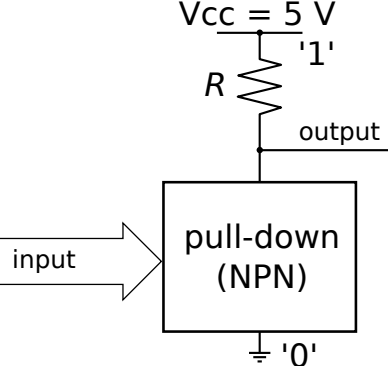 Vcc = 5 V
'1'
R
output
pull-down
(NPN)
input
'0'